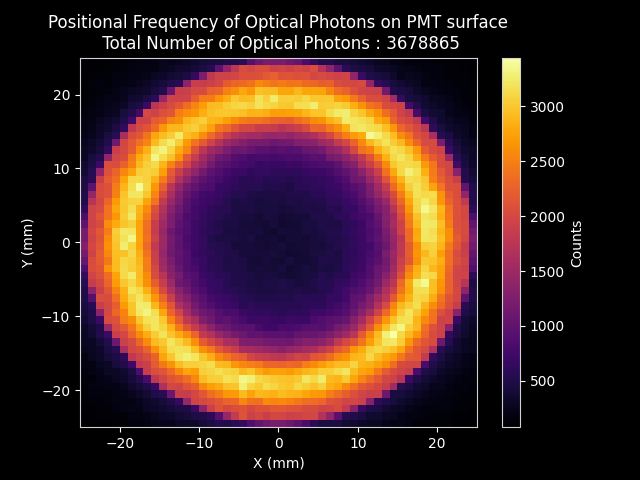 Positional Frequency of Optical Photons on PMT surface
Total Number of Optical Photons : 3678865
20
10
0
−10
−20
Y (mm)
−20 −10 0 10 20
X (mm)
3000
2500
2000
1500
1000
500
Counts